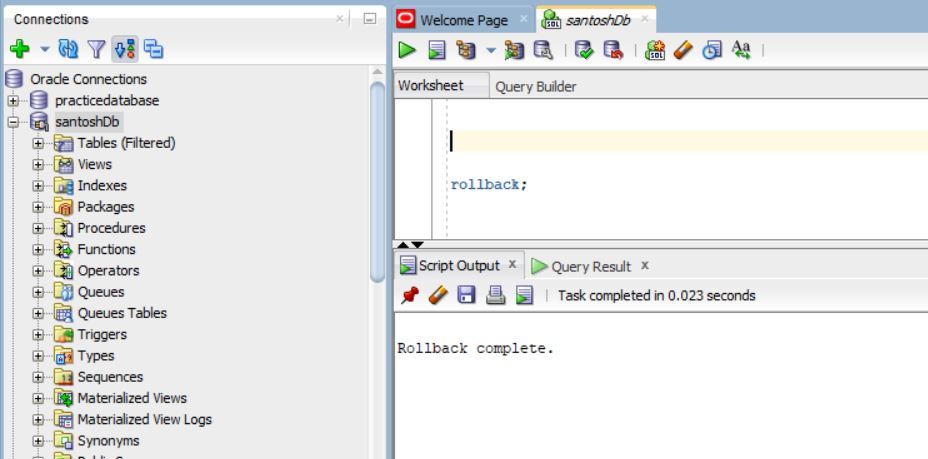 Connections
Oracle Connections
practicedatabase
santoshDb
Tables (Filtered)
Views
Indexes
Packages
Procedures
Functions
Operators
Queues
Queues Tables
Triggers
Types
Sequences
Materialized Views
Materialized View Logs
Synonyms
Welcome Page
santoshDb
Worksheet
Query Builder
rollback;
Script Output x
Query Result x
Task completed in 0.023 seconds
Rollback complete.